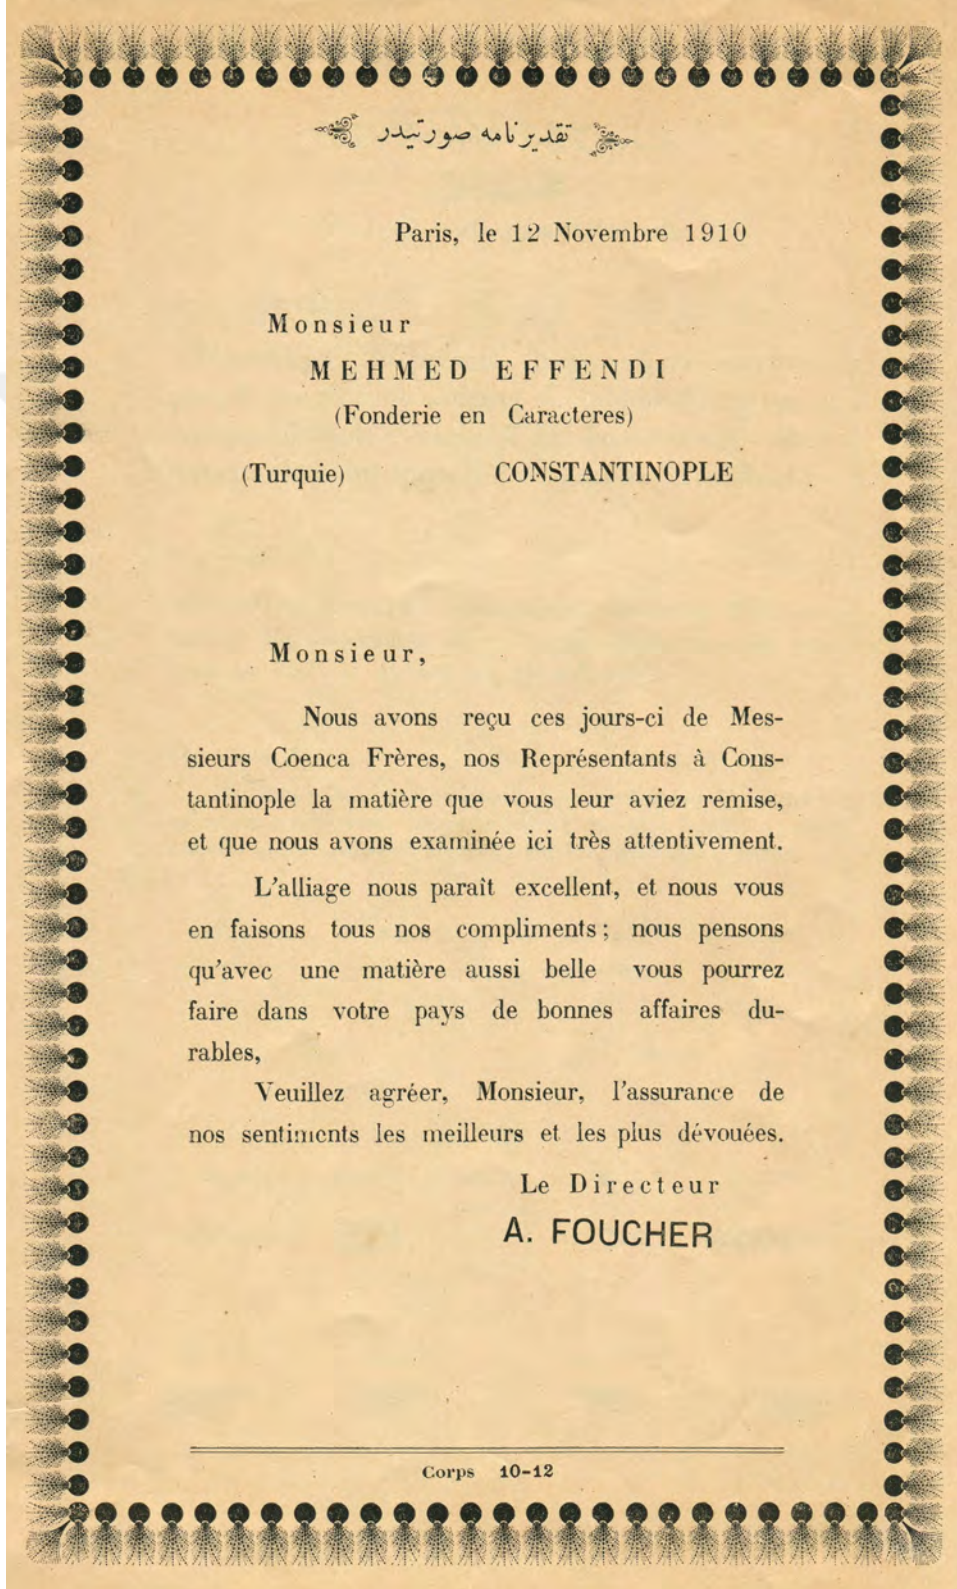 تقديرنامه صورتيدر
Paris, le 12 Novembre 1910
Monsieur
MEHMED EFFENDI
(Fonderie en Caracteres)
(Turquie) CONSTANTINOPLE
Monsieur,
Nous avons reçu ces jours-ci de Mes-
sieurs Coenca Frères, nos Représentants à Cons-
tantinople la matière que vous leur aviez remise,
et que nous avons examinée ici très attentivement.
L'alliage nous paraît excellent, et nous vous
en faisons tous nos compliments; nous pensons
qu'avec une matière aussi belle vous pourrez
faire dans votre pays de bonnes affaires du-
rables,
Veuillez agréer, Monsieur, l'assurance de
nos sentiments les meilleurs et les plus dévouées.
Le Directeur
A. FOUCHER
Corps 10-12